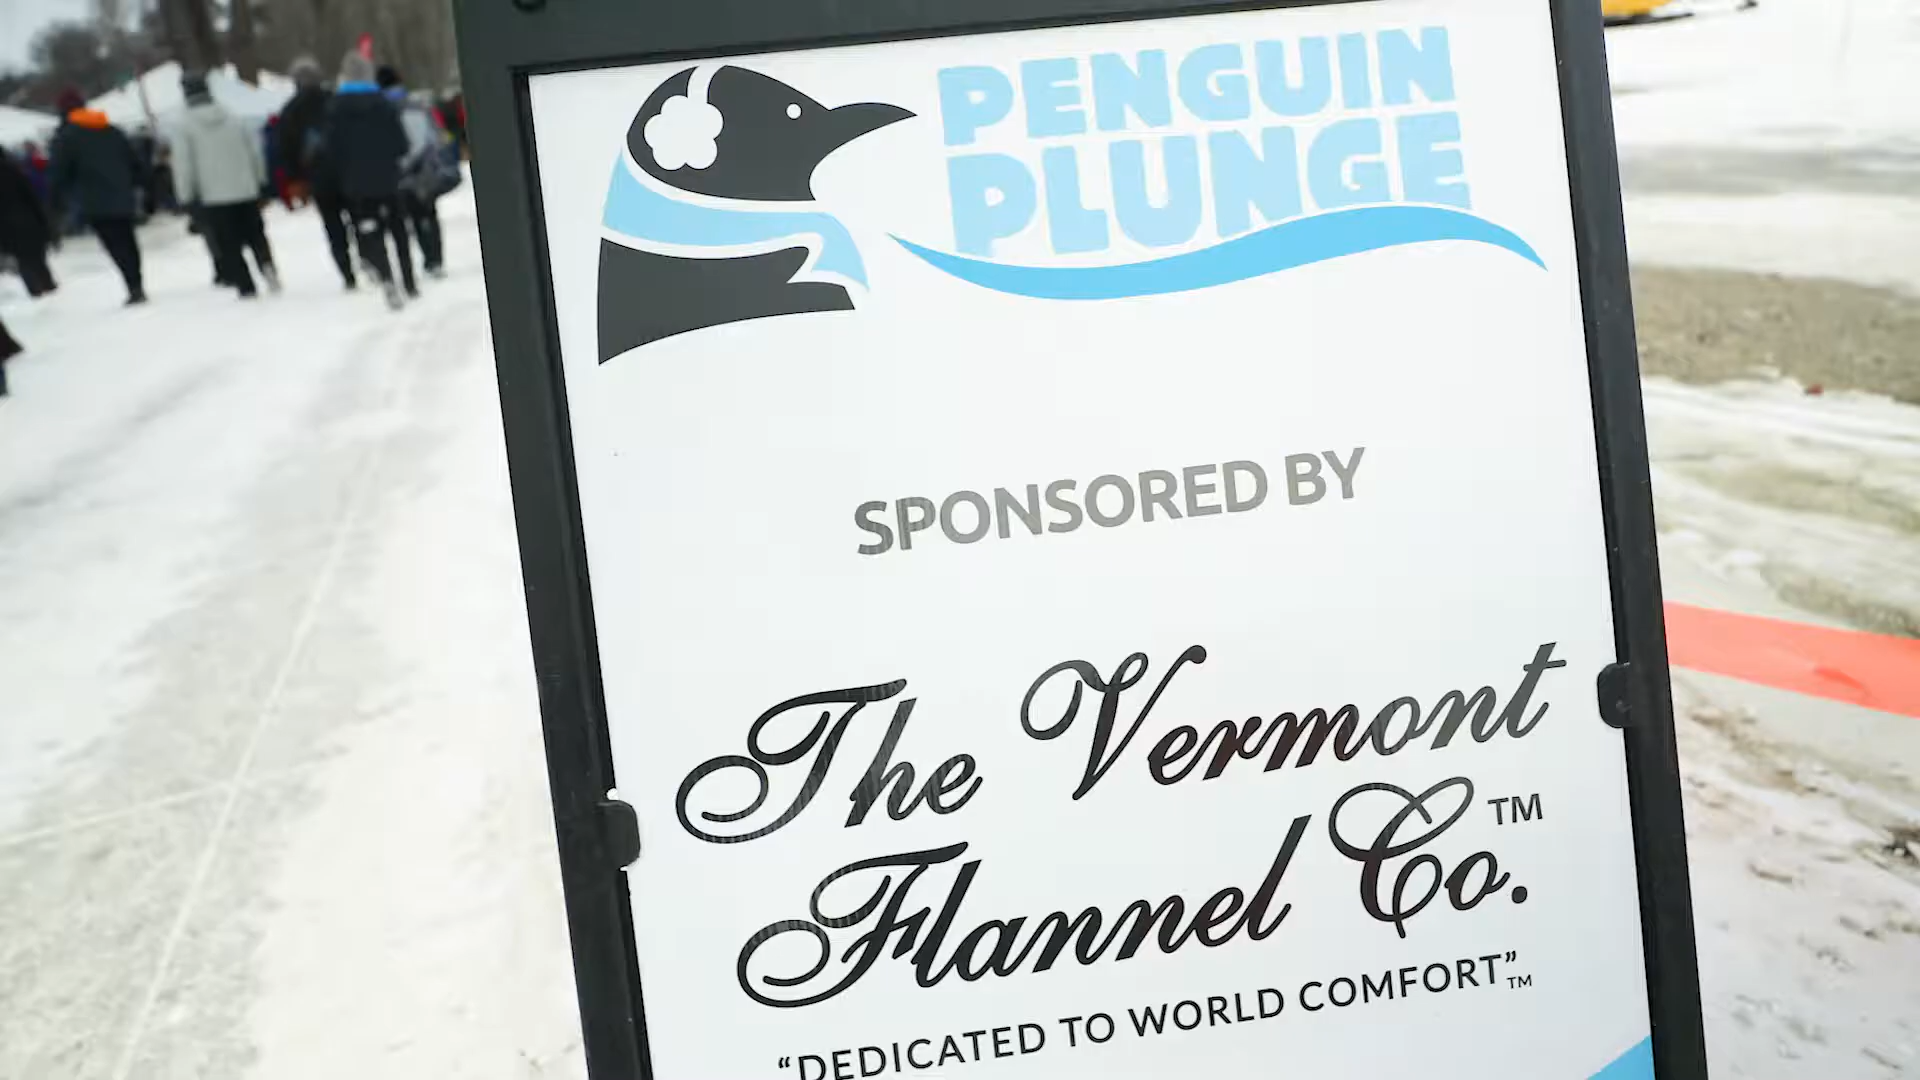 PENGUIN
PLUNGE
SPONSORED BY
The Vermont
Flannel Co.™
“DEDICATED TO WORLD COMFORT”™